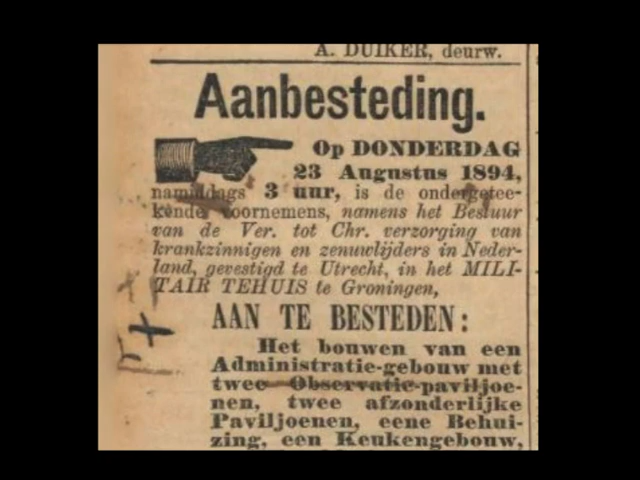 A. DUIKER, deurw.
Aanbesteding.
Op DONDERDAG
23 Augustus 1894,
namiddags 3 uur, is de ondergetee-
kende voornemens, namens het Bestuur
van de Ver. tot Chr. verzorging van
krankzinnigen en zenuwlijders in Neder-
land, gevestigd te Utrecht, in het MILI-
TAIR TEHUIS te Groningen,
AAN TE BESTEDEN:
Het bouwen van een
Administratie-gebouw met
twee Observatie-paviljoe-
nen, twee afzonderlijke
Paviljoenen, eene Behui-
zing, een Keukengebouw,